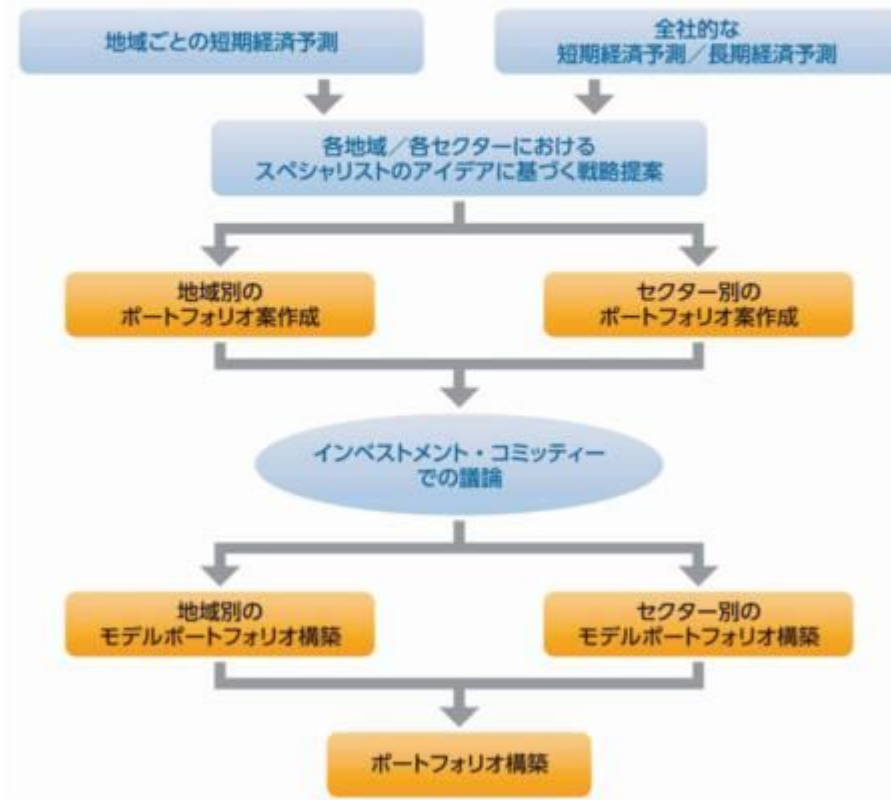 地域ごとの短期経済予測
全社的な
短期経済予測／長期経済予測
各地域／各セクターにおける
スペシャリストのアイデアに基づく戦略提案
地域別の
ポートフォリオ案作成
セクター別の
ポートフォリオ案作成
インベストメント・コミッティー
での議論
地域別の
モデルポートフォリオ構築
セクター別の
モデルポートフォリオ構築
ポートフォリオ構築